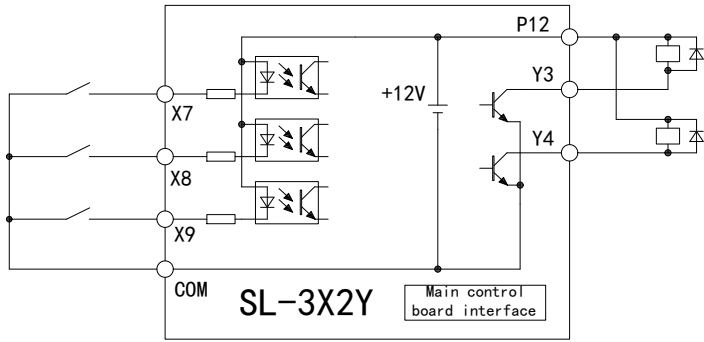 P12
X7
+12V
Y3
X8
Y4
X9
COM
SL-3X2Y
Main control
board interface